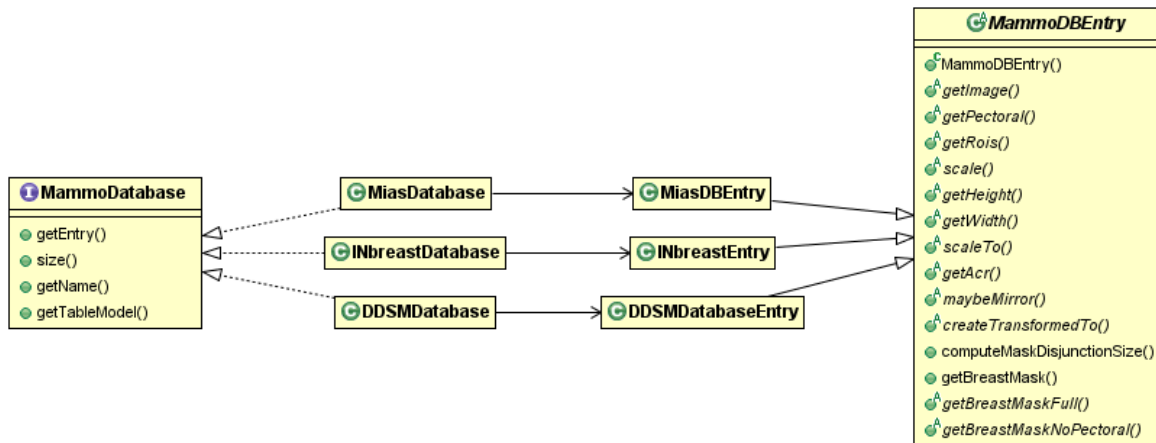 MammoDBEntry
MammoDBEntry()
getImage()
getPectoral()
getRois()
scale()
getHeight()
getWidth()
scaleTo()
getAcr()
maybeMirror()
createTransformedTo()
computeMaskDisjunctionSize()
getBreastMask()
getBreastMaskFull()
getBreastMaskNoPectoral()
MammoDatabase
getEntry()
size()
getName()
getTableModel()
MiasDatabase
MiasDBEntry
INbreastDatabase
INbreastEntry
DDSMDatabase
DDSMDatabaseEntry